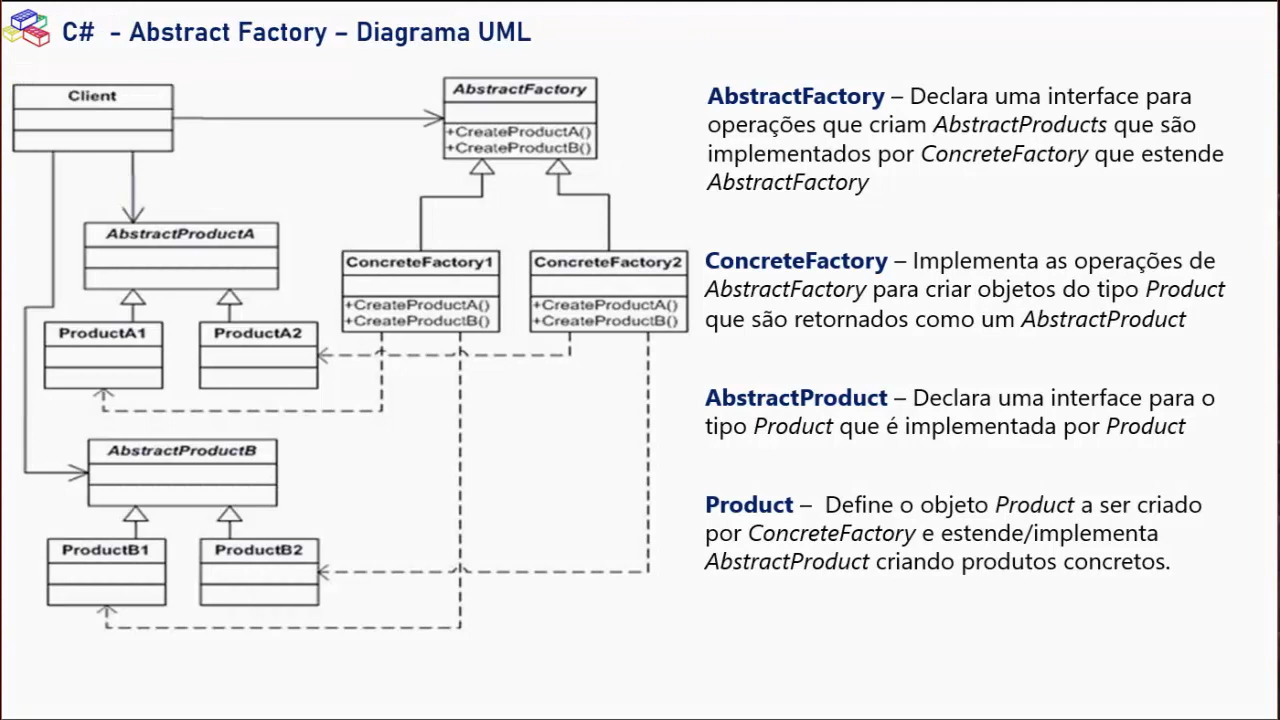 C# - Abstract Factory – Diagrama UML
Client
AbstractFactory
+CreateProductA()
+CreateProductB()
AbstractProductA
ConcreteFactory1
+CreateProductA()
+CreateProductB()
ConcreteFactory2
+CreateProductA()
+CreateProductB()
ProductA1
ProductA2
AbstractProductB
ProductB1
ProductB2
AbstractFactory – Declara uma interface para
operações que criam AbstractProducts que são
implementados por ConcreteFactory que estende
AbstractFactory
ConcreteFactory – Implementa as operações de
AbstractFactory para criar objetos do tipo Product
que são retornados como um AbstractProduct
AbstractProduct – Declara uma interface para o
tipo Product que é implementada por Product
Product – Define o objeto Product a ser criado
por ConcreteFactory e estende/implementa
AbstractProduct criando produtos concretos.